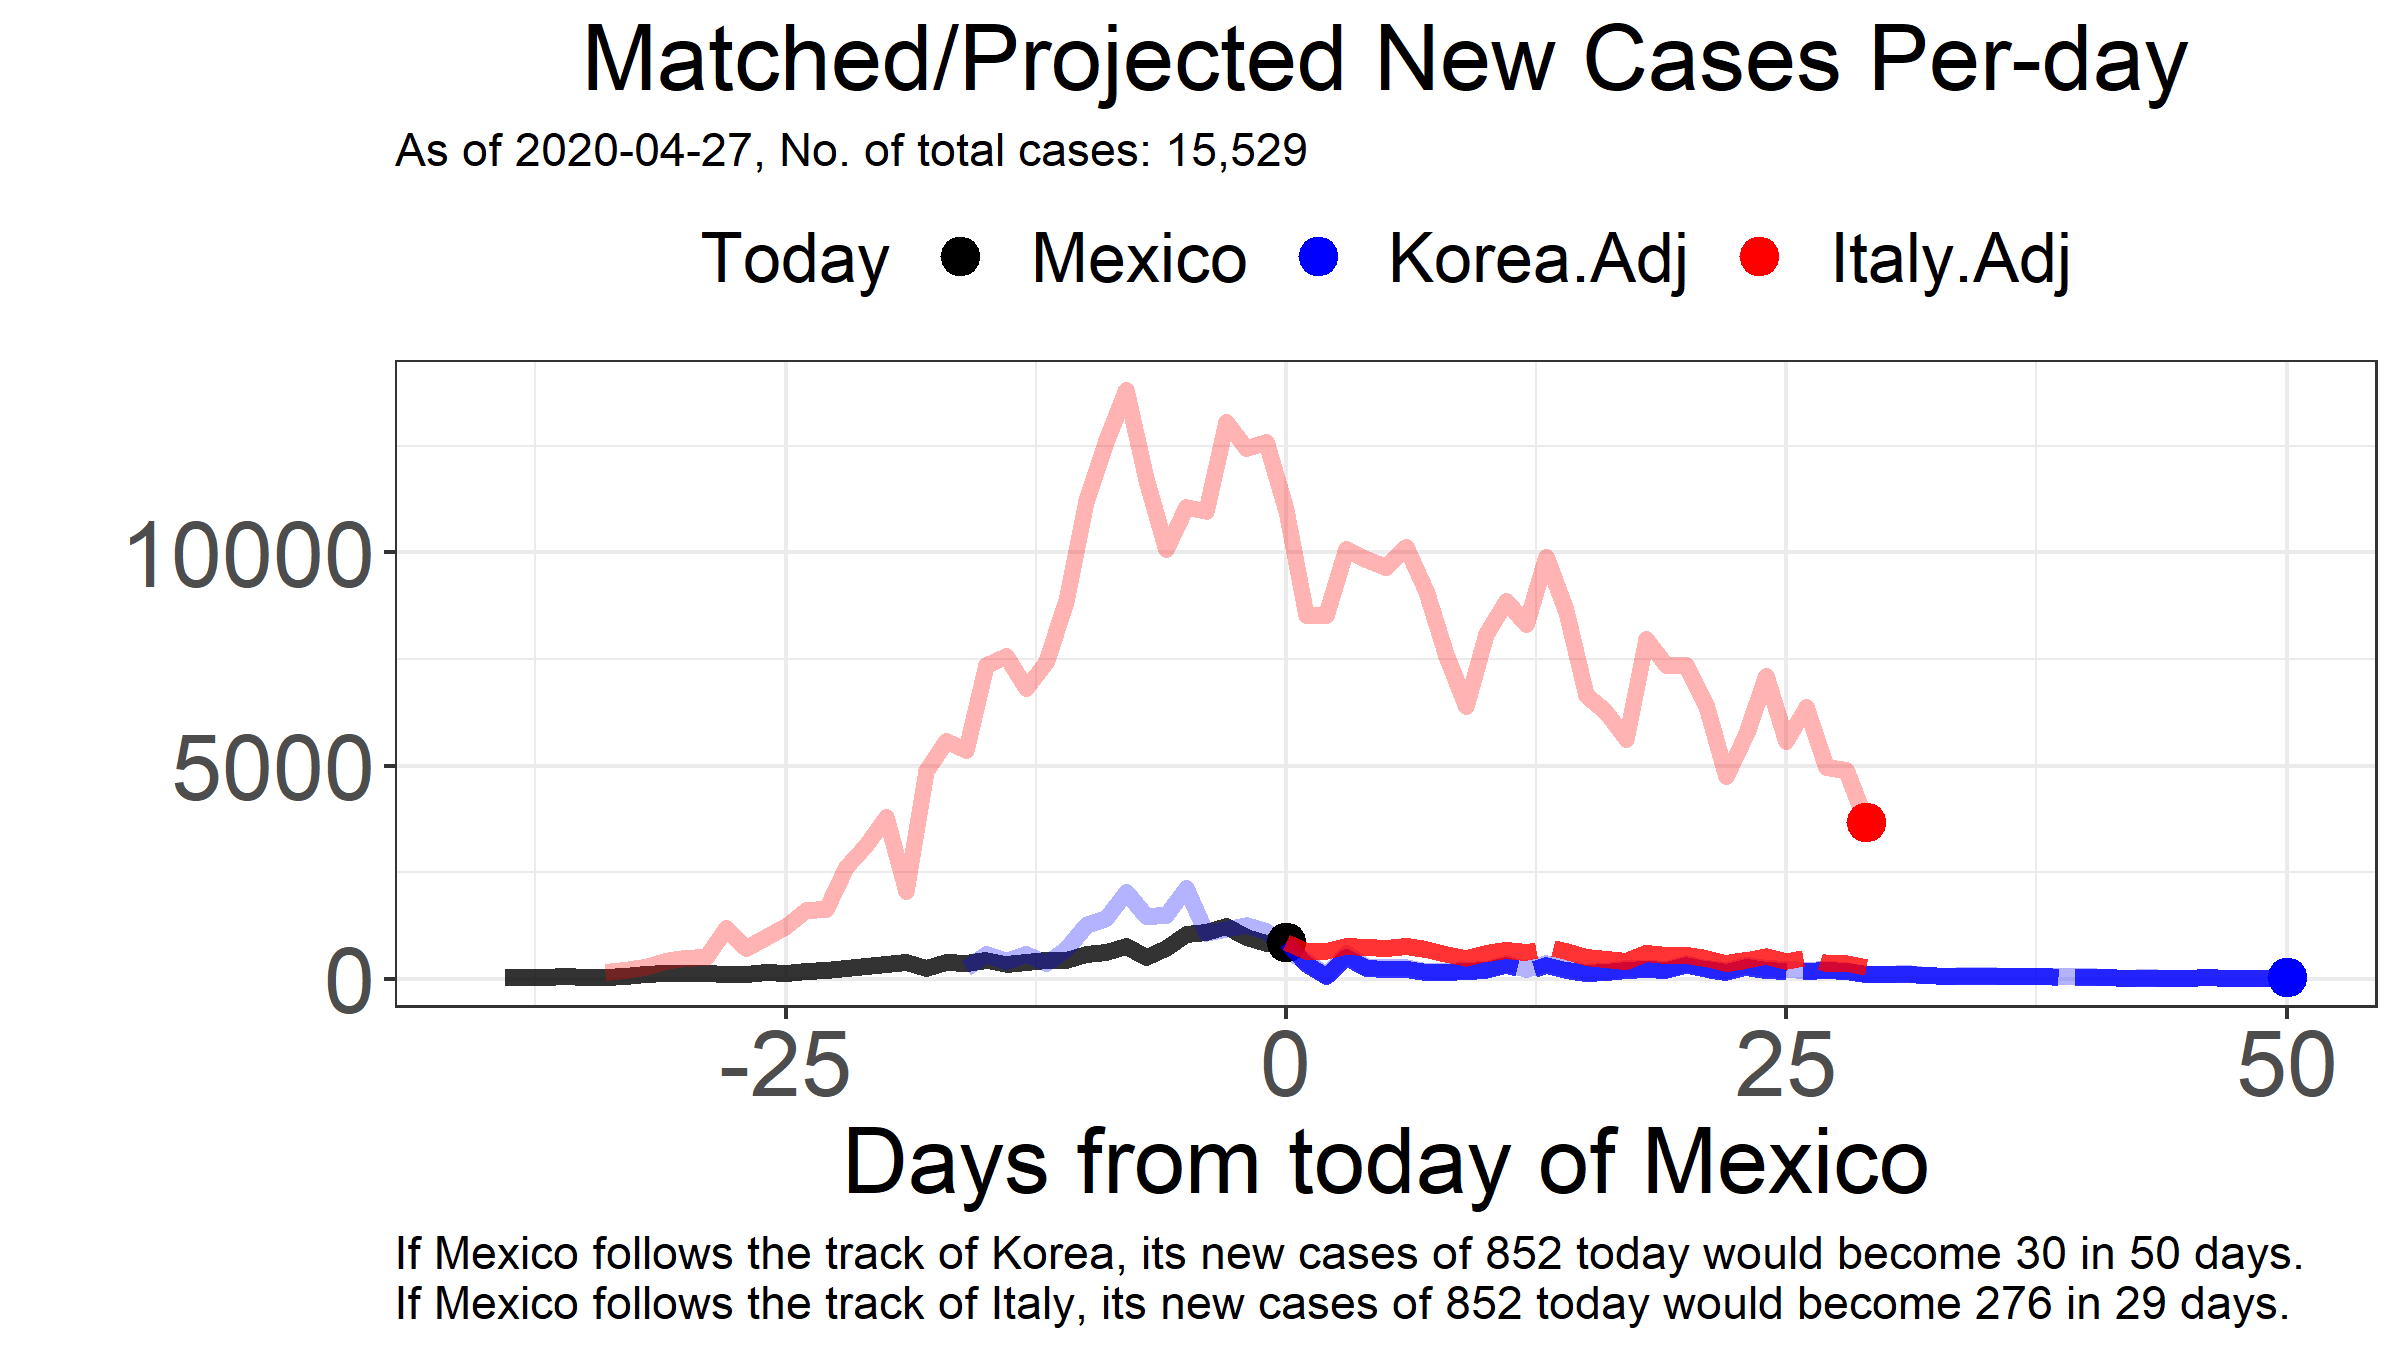 Matched/Projected New Cases Per-day
As of 2020-04-27, No. of total cases: 15,529
Today Mexico Korea.Adj Italy.Adj
10000
5000
0
-25 0 25 50
Days from today of Mexico
If Mexico follows the track of Korea, its new cases of 852 today would become 30 in 50 days.
If Mexico follows the track of Italy, its new cases of 852 today would become 276 in 29 days.